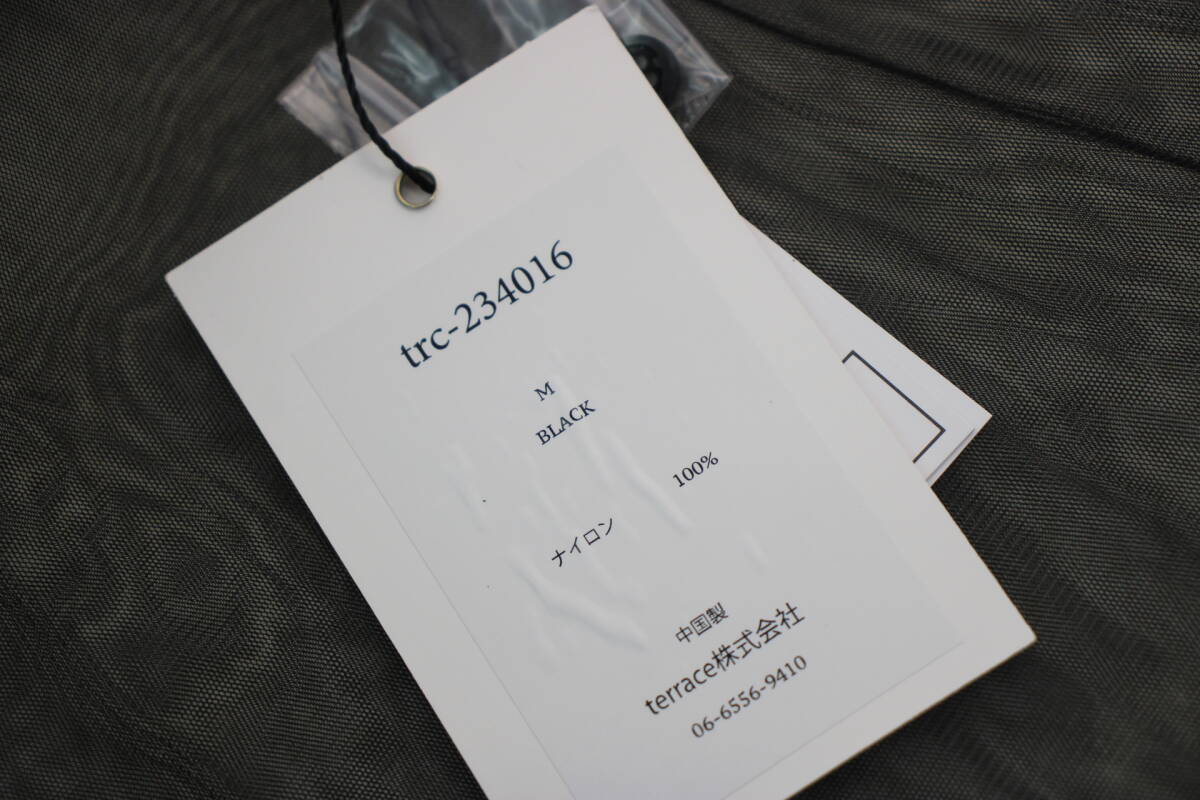 trc-234016
M
BLACK
ナイロン 100%
中国製
terrace株式会社
06-6556-9410